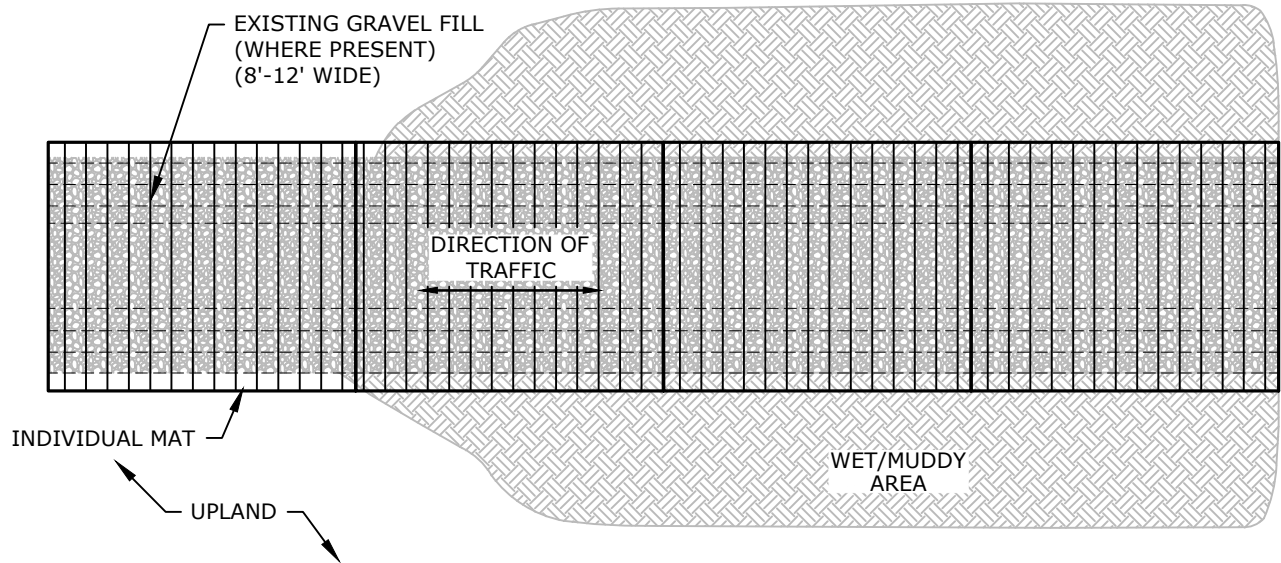 EXISTING GRAVEL FILL
(WHERE PRESENT)
(8'-12' WIDE)
DIRECTION OF
TRAFFIC
INDIVIDUAL MAT
WET/MUDDY
AREA
UPLAND